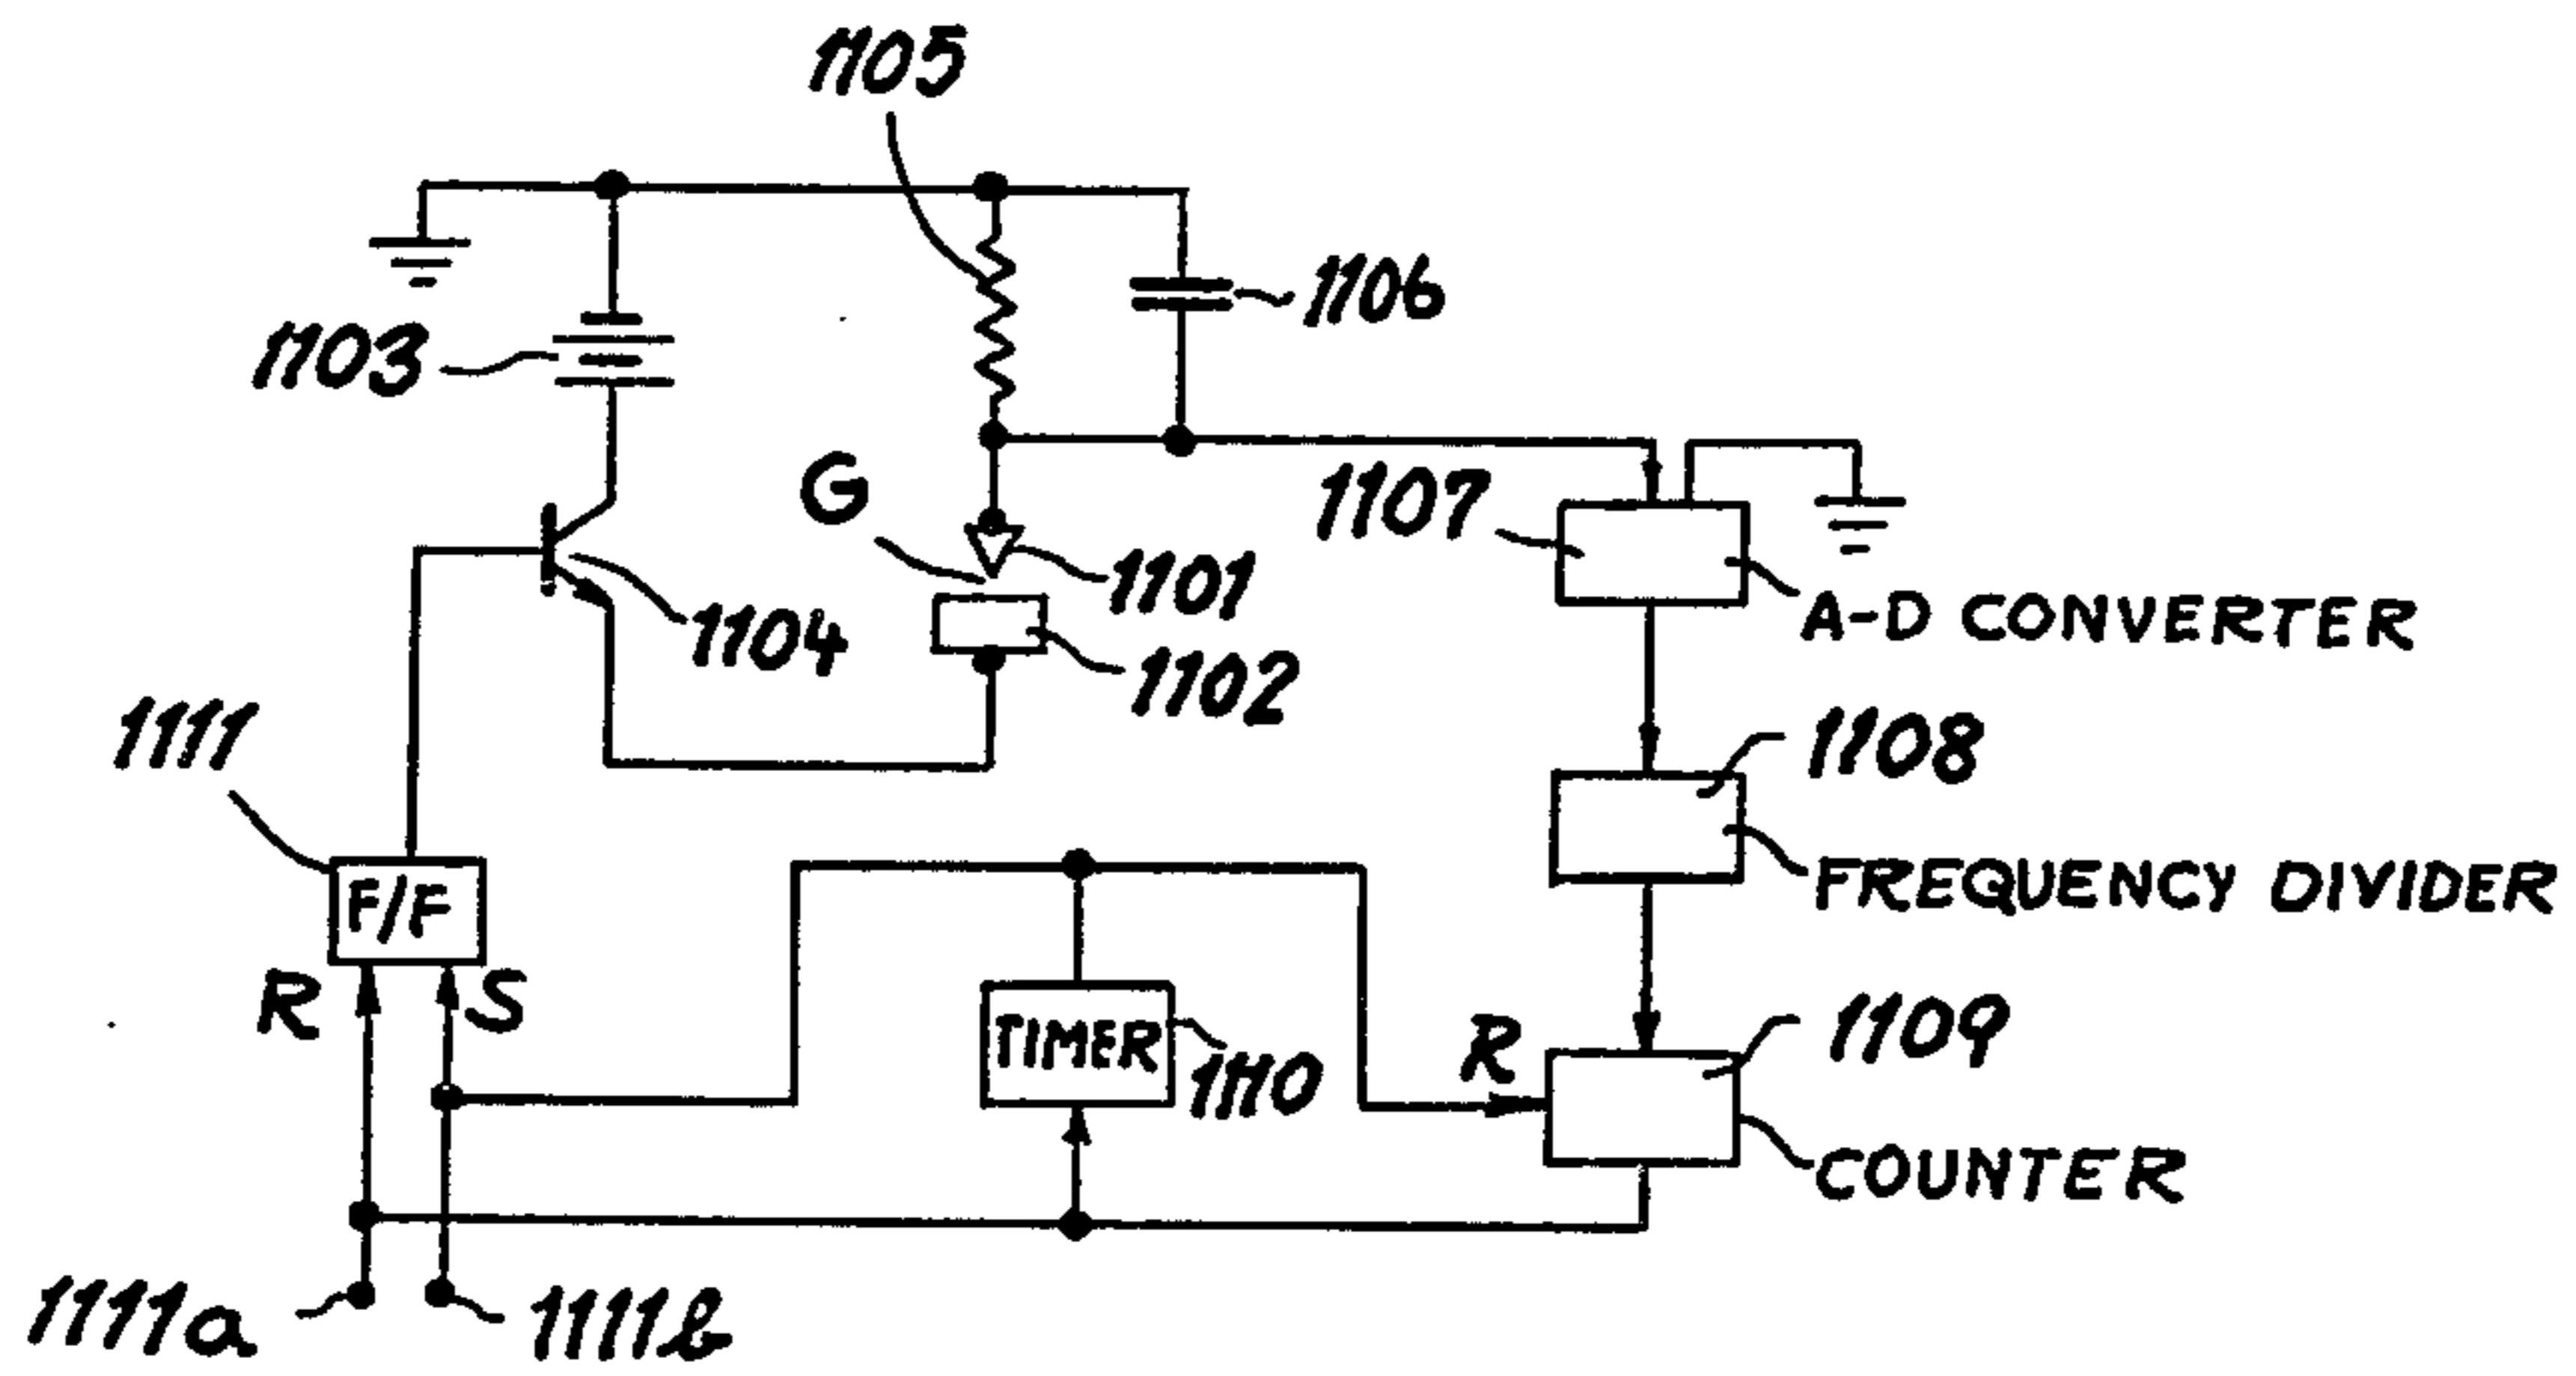 1105
1106
1103
G
1107
1101
1104
A-D CONVERTER
1102
1111
1108
F/F
FREQUENCY DIVIDER
R
S
TIMER
1110
R
1109
COUNTER
1111a
1111b